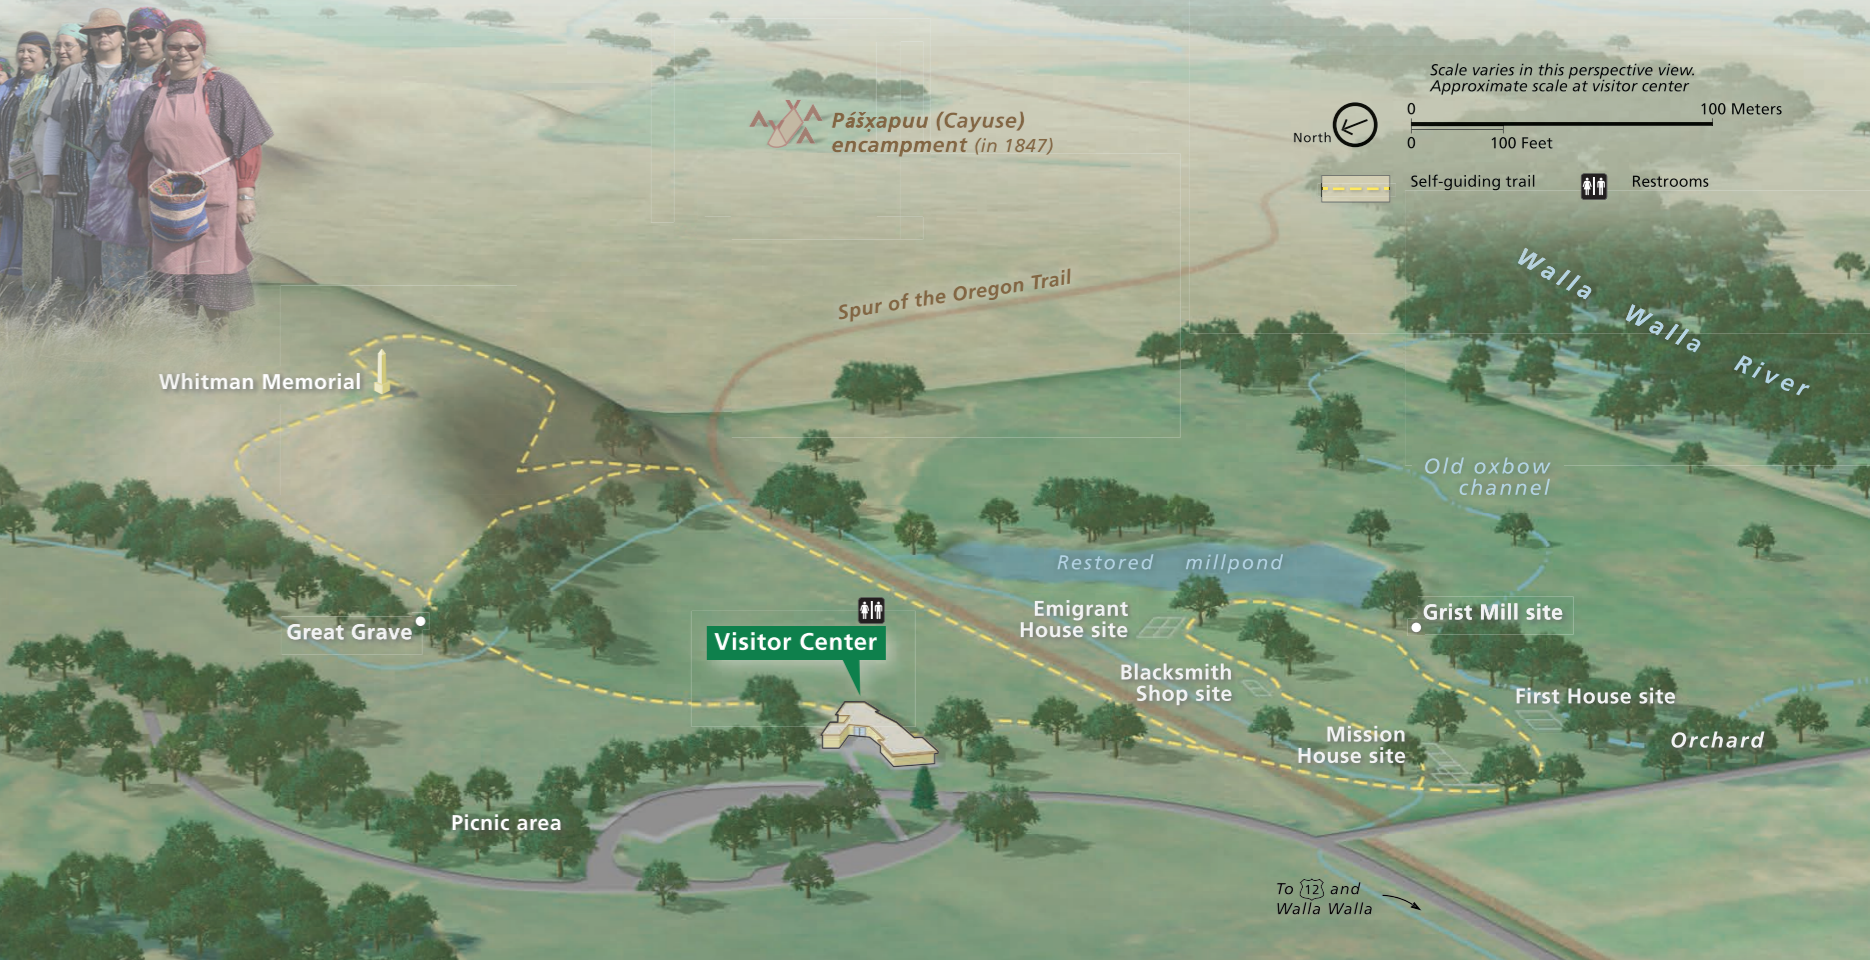 Scale varies in this perspective view.
Approximate scale at visitor center
North
0
100 Meters
0
100 Feet
Self-guiding trail
Restrooms
Pášx̣apuu (Cayuse)
encampment (in 1847)
Spur of the Oregon Trail
Walla Walla River
Whitman Memorial
Old oxbow
channel
Restored millpond
Emigrant
House site
Grist Mill site
Great Grave
Visitor Center
Blacksmith
Shop site
First House site
Mission
House site
Orchard
Picnic area
To 12 and
Walla Walla